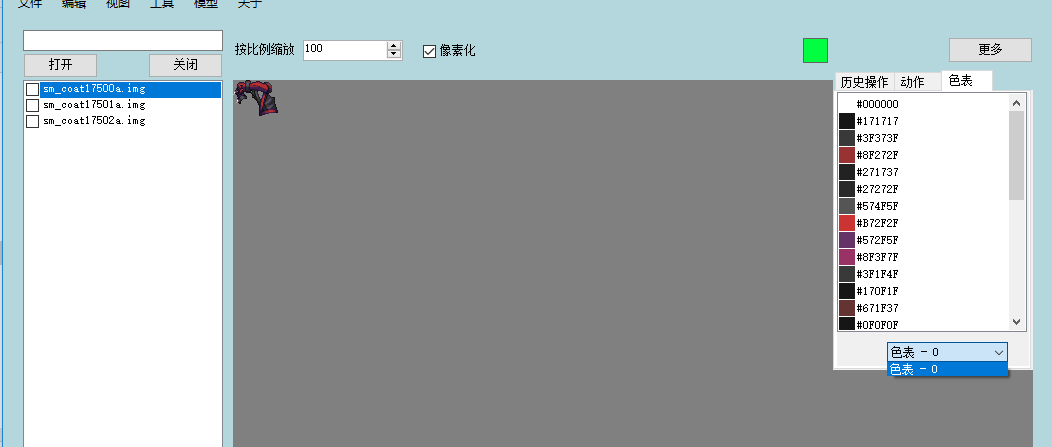 文件 编辑 视图 工具 模型 关于
按比例缩放 100 像素化 更多
打开 关闭
sm_coat17500a.img
sm_coat17501a.img
sm_coat17502a.img
历史操作 动作 色表
#000000
#171717
#3F373F
#8F272F
#271737
#27272F
#574F5F
#B72F2F
#572F5F
#8F3F7F
#3F1F4F
#170F1F
#671F37
#0F0F0F
色表 - 0
色表 - 0